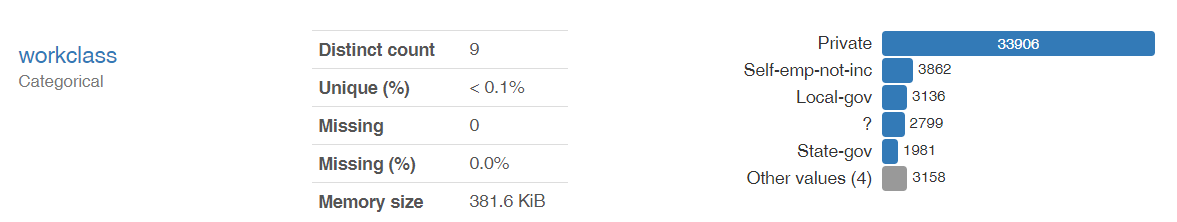 workclass
Categorical
Distinct count 9
Unique (%) < 0.1%
Missing 0
Missing (%) 0.0%
Memory size 381.6 KiB
Private 33906
Self-emp-not-inc 3862
Local-gov 3136
? 2799
State-gov 1981
Other values (4) 3158